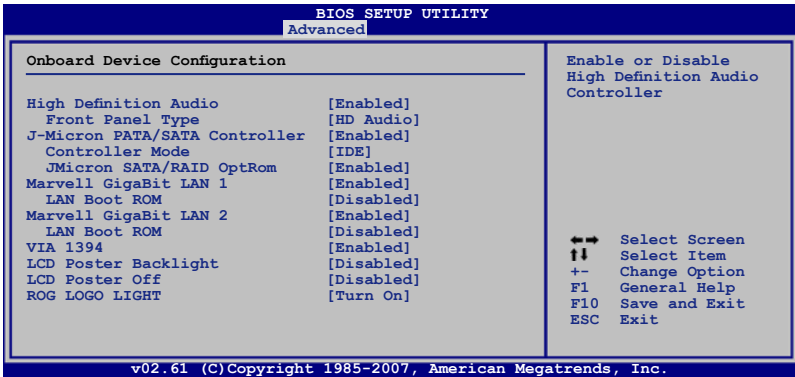 BIOS SETUP UTILITY
Advanced
Onboard Device Configuration
High Definition Audio [Enabled]
Front Panel Type [HD Audio]
J-Micron PATA/SATA Controller [Enabled]
Controller Mode [IDE]
JMicron SATA/RAID OptRom [Enabled]
Marvell GigaBit LAN 1 [Enabled]
LAN Boot ROM [Disabled]
Marvell GigaBit LAN 2 [Enabled]
LAN Boot ROM [Disabled]
VIA 1394 [Enabled]
LCD Poster Backlight [Disabled]
LCD Poster Off [Disabled]
ROG LOGO LIGHT [Turn On]
Enable or Disable
High Definition Audio
Controller
Select Screen
Select Item
+- Change Option
F1 General Help
F10 Save and Exit
ESC Exit
v02.61 (C)Copyright 1985-2007, American Megatrends, Inc.